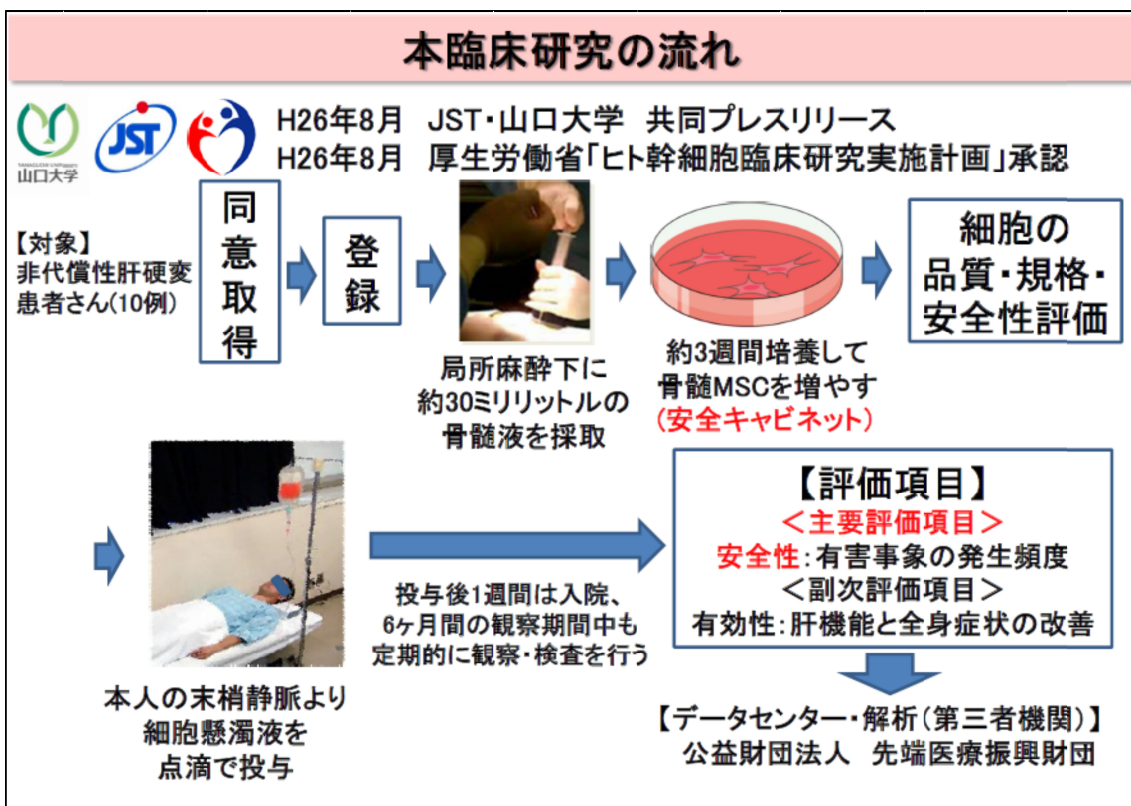 本臨床研究の流れ
山口大学
JST
H26年8月 JST・山口大学 共同プレスリリース
H26年8月 厚生労働省「ヒト幹細胞臨床研究実施計画」承認
【対象】
非代償性肝硬変
患者さん(10例)
同意取得
登録
局所麻酔下に
約30ミリリットルの
骨髄液を採取
約3週間培養して
骨髄MSCを増やす
(安全キャビネット)
細胞の
品質・規格・
安全性評価
本人の末梢静脈より
細胞懸濁液を
点滴で投与
投与後1週間は入院、
6ヶ月間の観察期間中も
定期的に観察・検査を行う
【評価項目】
＜主要評価項目＞
安全性：有害事象の発生頻度
＜副次評価項目＞
有効性：肝機能と全身症状の改善
【データセンター・解析(第三者機関)】
公益財団法人 先端医療振興財団